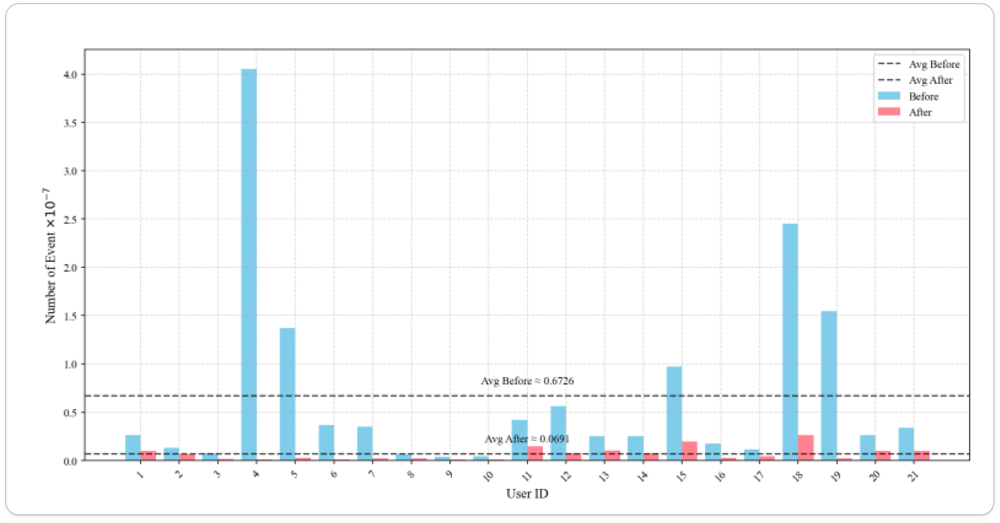 Avg Before
Avg After
Before
After
4.0
3.5
3.0
2.5
2.0
1.5
1.0
0.5
0.0
Number of Event ×10⁻⁷
Avg Before ≈ 0.6726
Avg After ≈ 0.0691
1 2 3 4 5 6 7 8 9 10 11 12 13 14 15 16 17 18 19 20 21
User ID